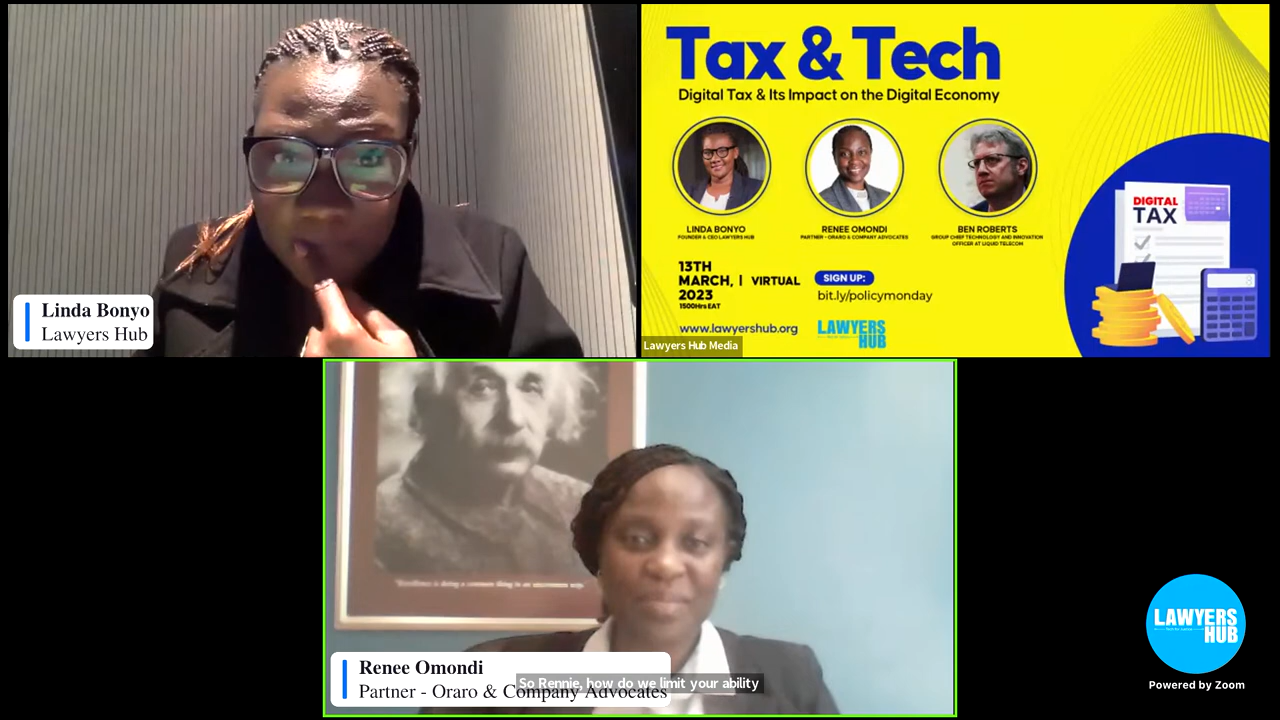 Linda Bonyo
Lawyers Hub
Tax & Tech
Digital Tax & Its Impact on the Digital Economy
LINDA BONYO
FOUNDER & CEO LAWYERS HUB
RENEE OMONDI
PARTNER - ORARO & COMPANY ADVOCATES
BEN ROBERTS
GROUP CHIEF TECHNOLOGY AND INNOVATION
OFFICER AT LIQUID TELECOM
13TH
MARCH, | VIRTUAL
2023
1500Hrs EAT
SIGN UP:
bit.ly/policymonday
www.lawyershub.org
LAWYERS
HUB
DIGITAL
TAX
Lawyers Hub Media
Renee Omondi
Partner - Oraro & Company Advocates
So Rennie, how do we limit your ability
LAWYERS
HUB
Powered by Zoom